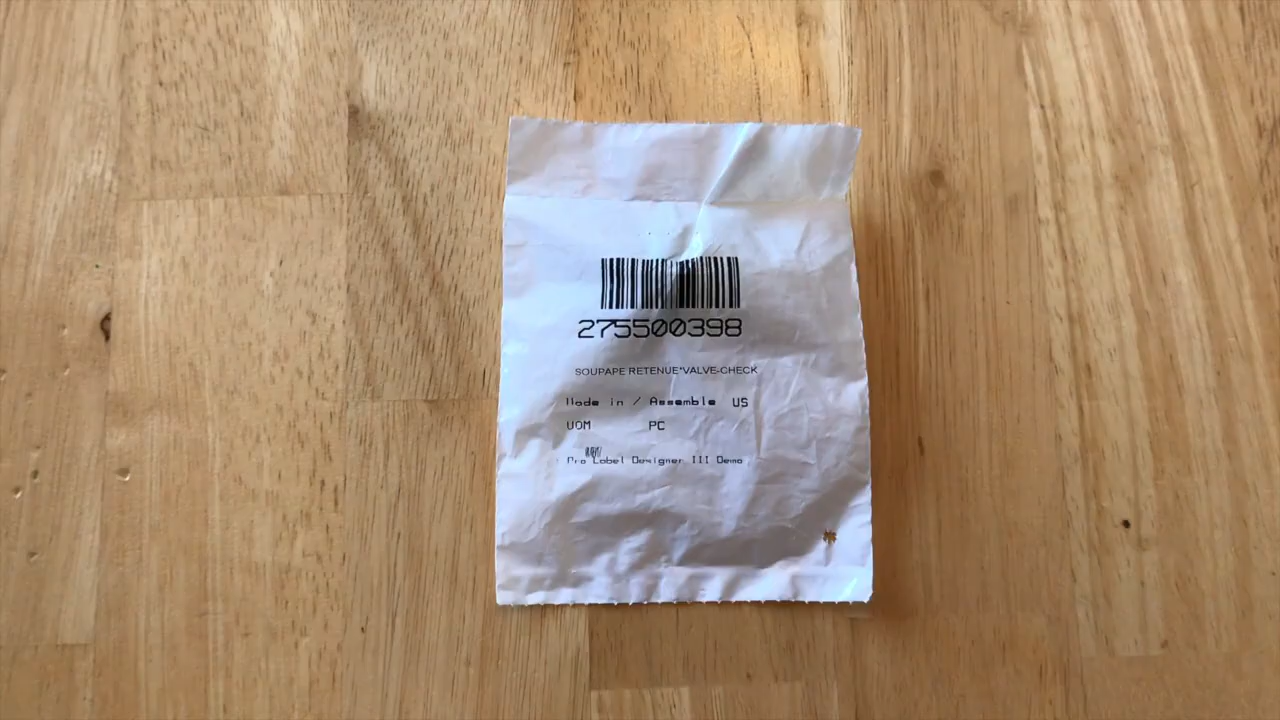 275500398
SOUPAPE RETENUE*VALVE-CHECK
Made in / Assemble US
UOM PC
Pro Label Designer III Demo